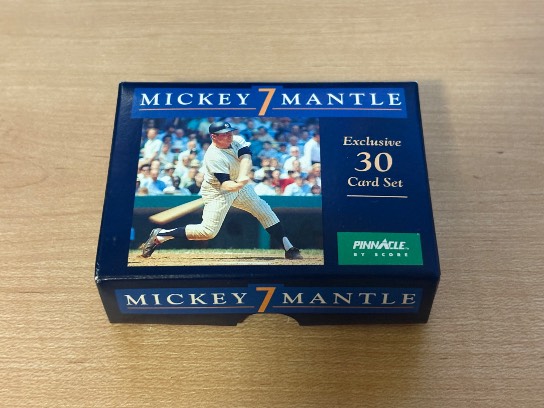 MICKEY 7 MANTLE
Exclusive
30
Card Set
PINNACLE
BY SCORE
MICKEY 7 MANTLE